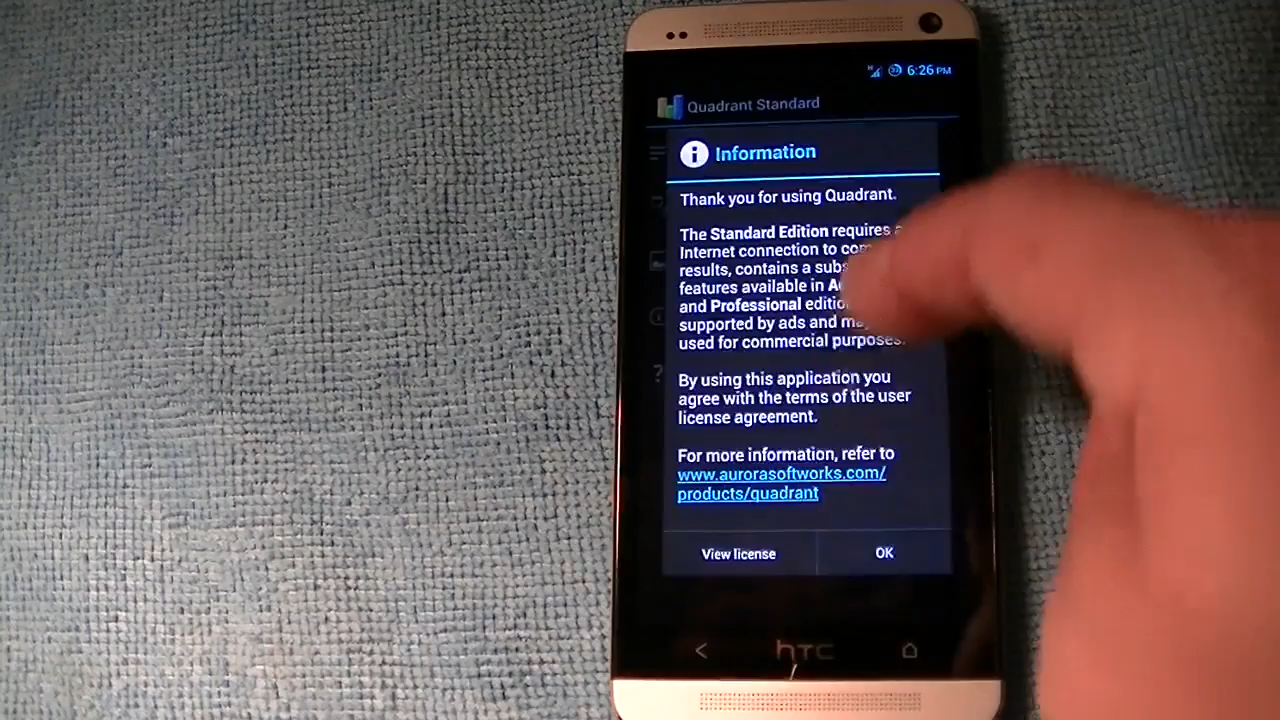 6:26 PM
Quadrant Standard
Information
Thank you for using Quadrant.
The Standard Edition requires
Internet connection to
results, contains a
features available in
and Professional
supported by ads and
used for commercial purposes.
By using this application you
agree with the terms of the user
license agreement.
For more information, refer to
www.aurorasoftworks.com/
products/quadrant
View license
OK
hTC